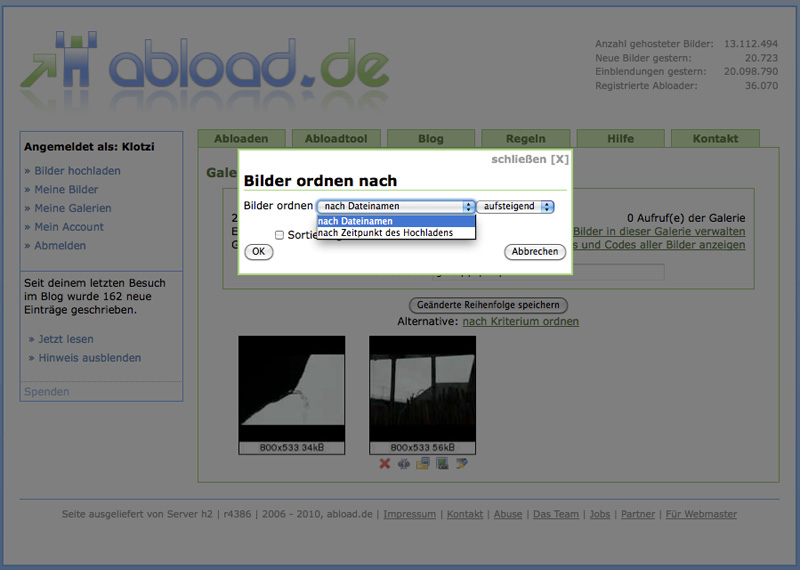 abload.de
Anzahl gehosteter Bilder: 13.112.494
Neue Bilder gestern: 20.723
Einblendungen gestern: 20.098.790
Registrierte Abloader: 36.070
Angemeldet als: Klotzi
» Bilder hochladen
» Meine Bilder
» Meine Galerien
» Mein Account
» Abmelden
Seit deinem letzten Besuch
im Blog wurde 162 neue
Einträge geschrieben.
» Jetzt lesen
» Hinweis ausblenden
Spenden
Abloaden Abloadtool Blog Regeln Hilfe Kontakt
schließen [X]
Bilder ordnen nach
Bilder ordnen nach Dateinamen aufsteigend
nach Dateinamen
nach Zeitpunkt des Hochladens
OK Abbrechen
0 Aufruf(e) der Galerie
Bilder in dieser Galerie verwalten
und Codes aller Bilder anzeigen
Geänderte Reihenfolge speichern
Alternative: nach Kriterium ordnen
800x533 34kB
800x533 56kB
Seite ausgeliefert von Server h2 | r4386 | 2006 - 2010, abload.de | Impressum | Kontakt | Abuse | Das Team | Jobs | Partner | Für Webmaster